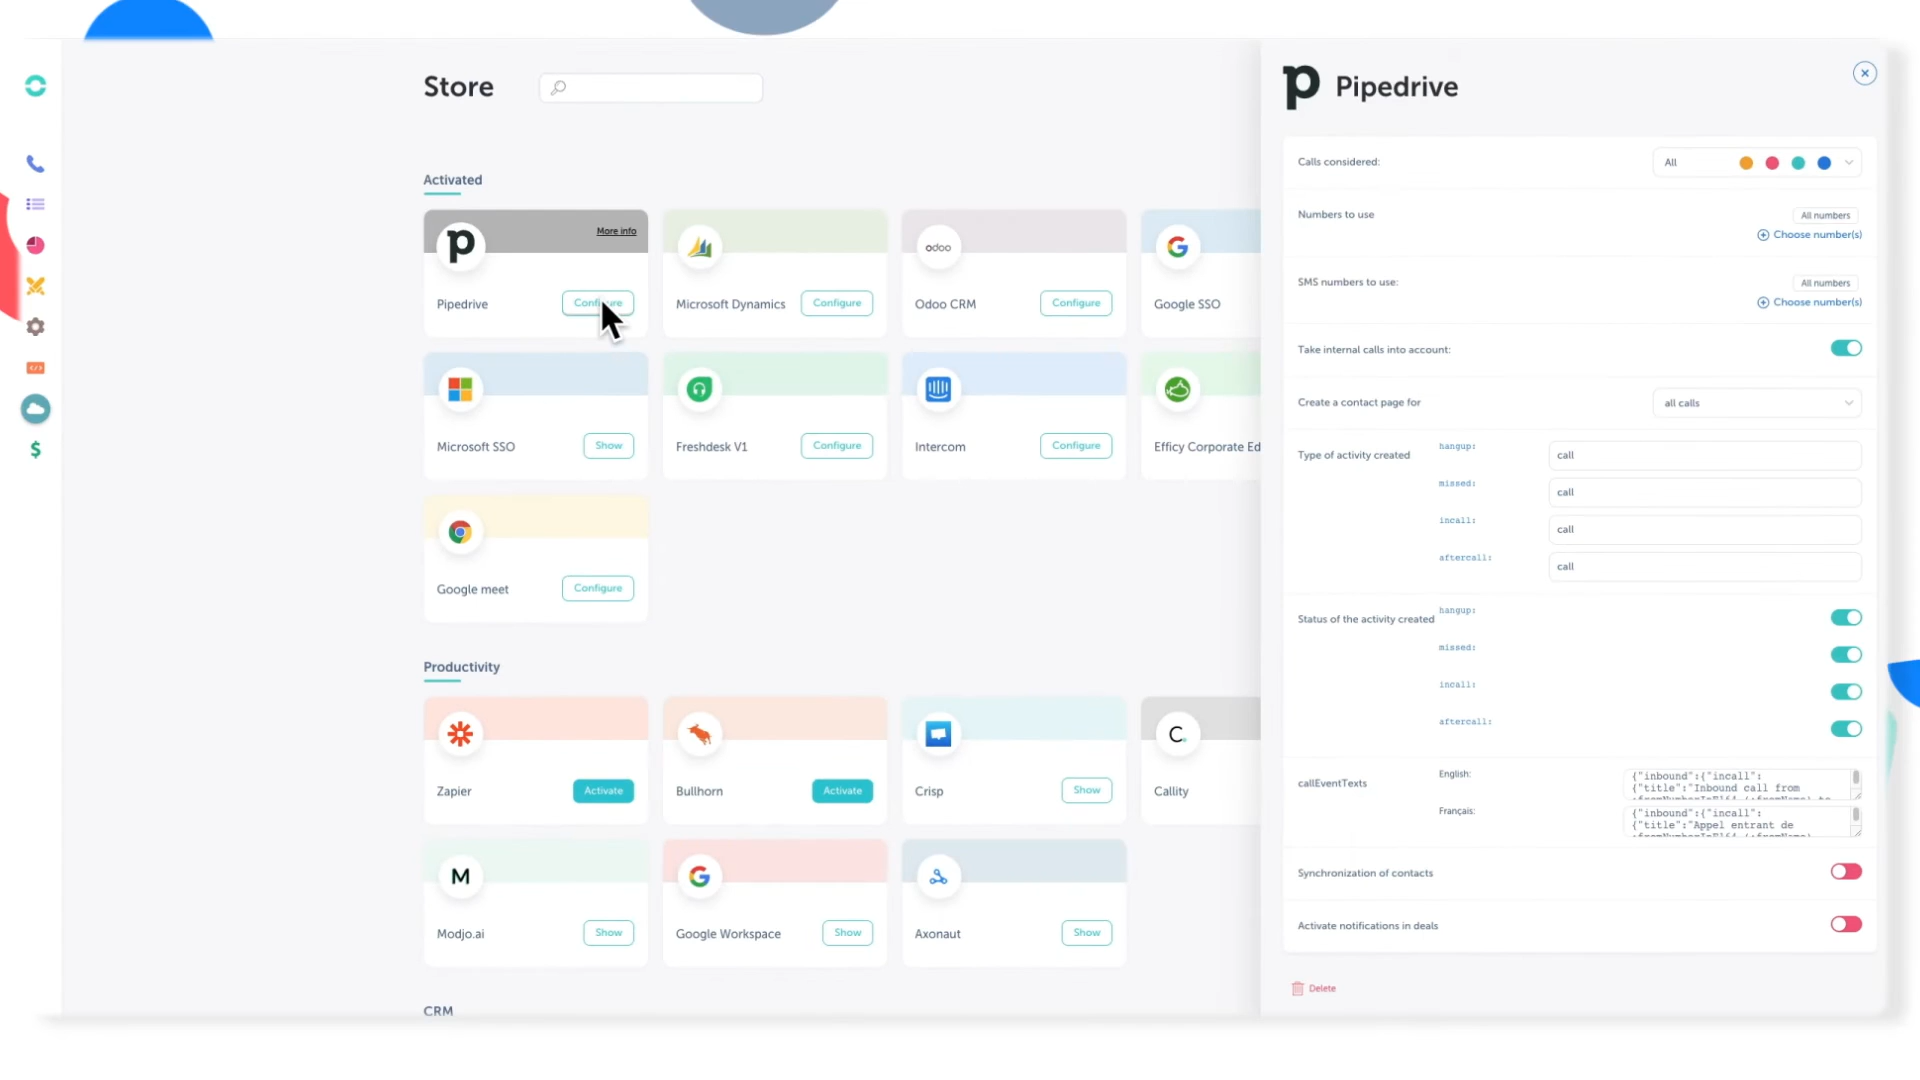 Store
Activated
More info
Pipedrive
Configure
Microsoft Dynamics
Configure
Odoo CRM
Configure
Google SSO
odoo
Microsoft SSO
Show
Freshdesk V1
Configure
Intercom
Configure
Efficy Corporate Ed
Google meet
Configure
Productivity
Zapier
Activate
Bullhorn
Activate
Crisp
Show
C.
Callity
M
Modjo.ai
Show
Google Workspace
Show
Axonaut
Show
CRM
p Pipedrive
Calls considered:
All
Numbers to use
All numbers
Choose number(s)
SMS numbers to use:
All numbers
Choose number(s)
Take internal calls into account:
Create a contact page for
all calls
Type of activity created
hangup:
call
missed:
call
incall:
call
aftercall:
call
Status of the activity created
hangup:
missed:
incall:
aftercall:
callEventTexts
English:
{"inbound":{"incall":
{"title":"Inbound call from
Français:
{"inbound":{"incall":
{"title":"Appel entrant de
Synchronization of contacts
Activate notifications in deals
Delete